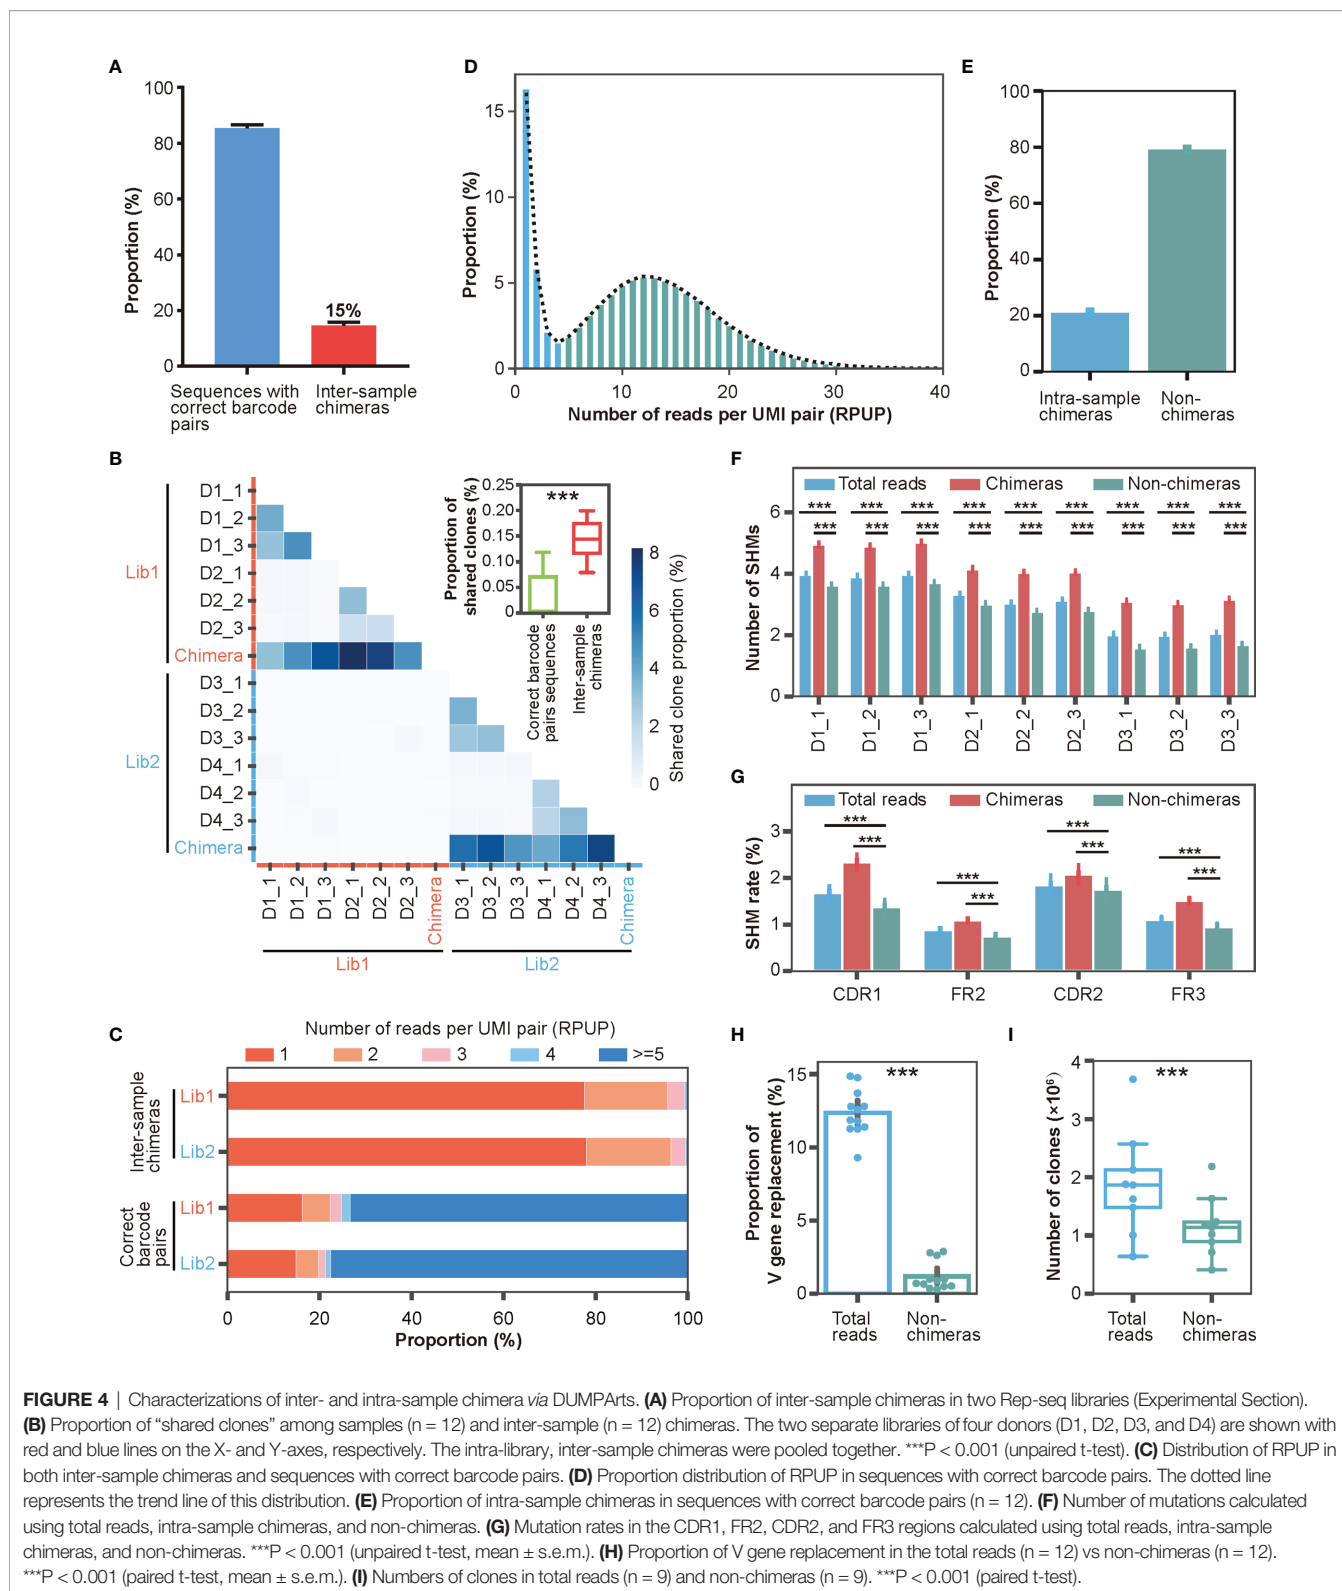 A
100
80
60
40
20
0
Proportion (%)
15%
Sequences with
correct barcode
pairs
Inter-sample
chimeras
D
15
10
5
0
Proportion (%)
0 10 20 30 40
Number of reads per UMI pair (RPUP)
E
100
80
60
40
20
0
Proportion (%)
Intra-sample
chimeras
Non-
chimeras
B
Lib1
D1_1
D1_2
D1_3
D2_1
D2_2
D2_3
Chimera
Lib2
D3_1
D3_2
D3_3
D4_1
D4_2
D4_3
Chimera
D1_1
D1_2
D1_3
D2_1
D2_2
D2_3
Chimera
D3_1
D3_2
D3_3
D4_1
D4_2
D4_3
Chimera
Lib1 Lib2
Proportion of
shared clones (%)
0.25
0.20
0.15
0.10
0.05
0
***
Correct barcode
pairs sequences
Inter-sample
chimeras
8
6
4
2
0
Shared clone proportion (%)
F
Total reads Chimeras Non-chimeras
6
4
2
0
Number of SHMs
*** *** *** *** *** *** *** *** ***
*** *** *** *** *** *** *** *** ***
D1_1
D1_2
D1_3
D2_1
D2_2
D2_3
D3_1
D3_2
D3_3
G
Total reads Chimeras Non-chimeras
3
2
1
0
SHM rate (%)
*** *** *** ***
*** *** *** ***
CDR1 FR2 CDR2 FR3
C
Number of reads per UMI pair (RPUP)
1 2 3 4 >=5
Inter-sample
chimeras
Lib1
Lib2
Correct
barcode
pairs
Lib1
Lib2
0 20 40 60 80 100
Proportion (%)
H
15
10
5
0
Proportion of
V gene replacement (%)
***
Total
reads
Non-
chimeras
I
4
3
2
1
0
Number of clones (×10⁶)
***
Total
reads
Non-
chimeras
FIGURE 4 | Characterizations of inter- and intra-sample chimera via DUMPArts. (A) Proportion of inter-sample chimeras in two Rep-seq libraries (Experimental Section).
(B) Proportion of “shared clones” among samples (n = 12) and inter-sample (n = 12) chimeras. The two separate libraries of four donors (D1, D2, D3, and D4) are shown with
red and blue lines on the X- and Y-axes, respectively. The intra-library, inter-sample chimeras were pooled together. ***P < 0.001 (unpaired t-test). (C) Distribution of RPUP in
both inter-sample chimeras and sequences with correct barcode pairs. (D) Proportion distribution of RPUP in sequences with correct barcode pairs. The dotted line
represents the trend line of this distribution. (E) Proportion of intra-sample chimeras in sequences with correct barcode pairs (n = 12). (F) Number of mutations calculated
using total reads, intra-sample chimeras, and non-chimeras. (G) Mutation rates in the CDR1, FR2, CDR2, and FR3 regions calculated using total reads, intra-sample
chimeras, and non-chimeras. ***P < 0.001 (unpaired t-test, mean ± s.e.m.). (H) Proportion of V gene replacement in the total reads (n = 12) vs non-chimeras (n = 12).
***P < 0.001 (paired t-test, mean ± s.e.m.). (I) Numbers of clones in total reads (n = 9) and non-chimeras (n = 9). ***P < 0.001 (paired t-test).